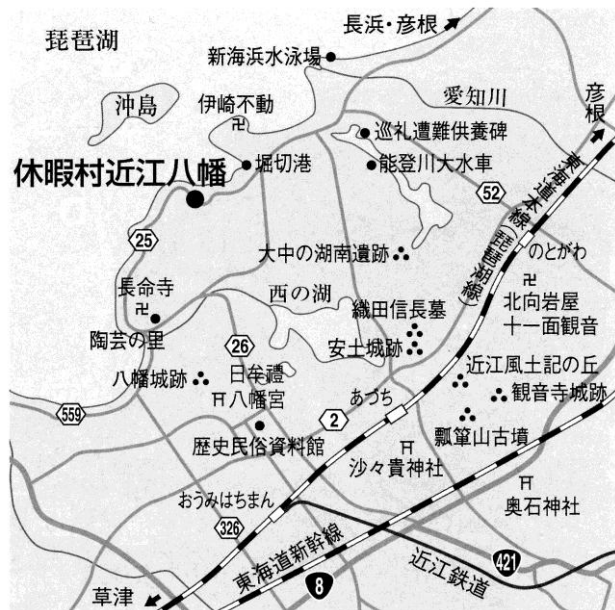 琵琶湖
長浜・彦根
新海浜水泳場
沖島
伊崎不動
愛知川
彦根
巡礼遭難供養碑
堀切港
能登川大水車
休暇村近江八幡
52
東海道本線(琵琶湖線)
25
大中の湖南遺跡
のとがわ
長命寺
西の湖
織田信長墓
北向岩屋
十一面観音
陶芸の里
26
安土城跡
八幡城跡
日牟禮
八幡宮
近江風土記の丘
あづち
観音寺城跡
559
2
歴史民俗資料館
瓢箪山古墳
沙々貴神社
奥石神社
おうみはちまん
326
東海道新幹線
421
近江鉄道
8
草津